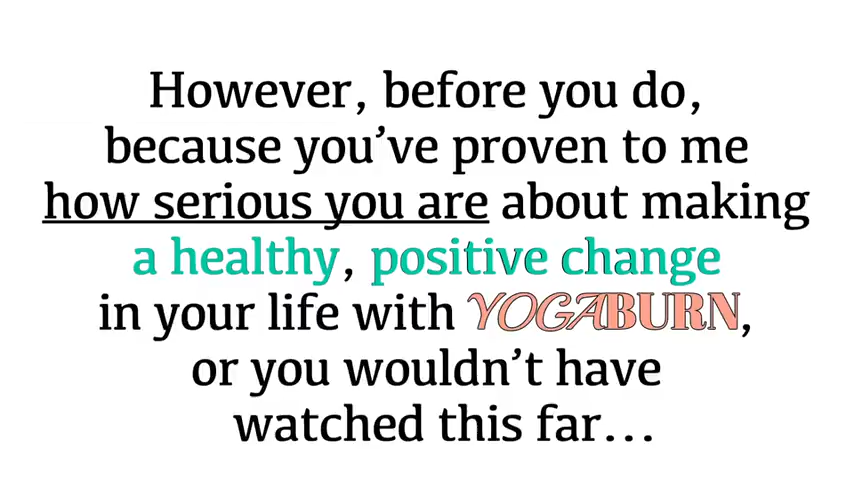 However, before you do,
because you’ve proven to me
how serious you are about making
a healthy, positive change
in your life with YOGABURN,
or you wouldn’t have
watched this far...